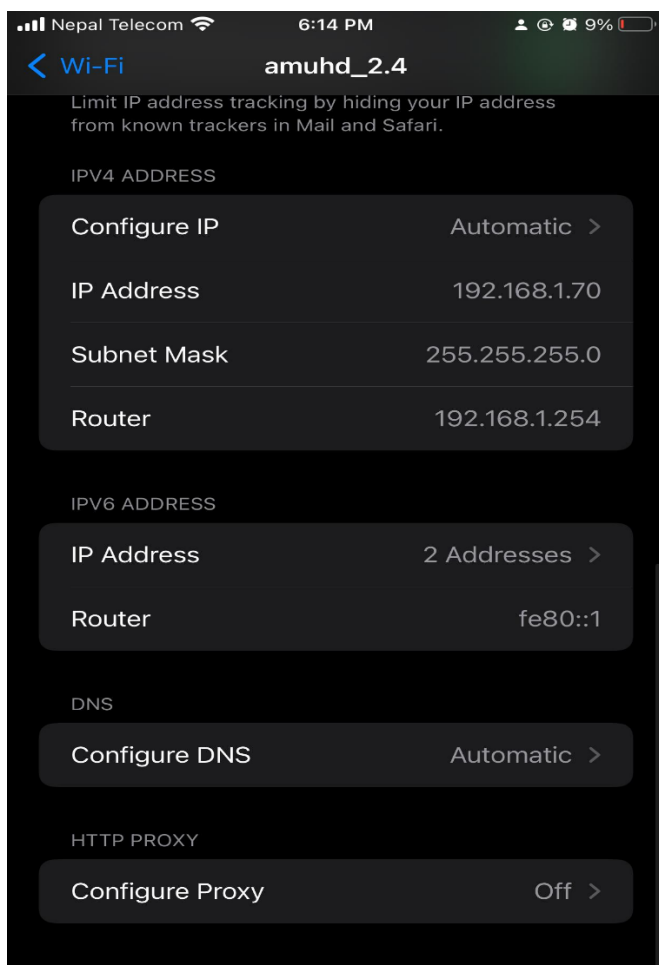 Nepal Telecom 6:14 PM 9%
Wi-Fi amuhd_2.4
Limit IP address tracking by hiding your IP address
from known trackers in Mail and Safari.
IPV4 ADDRESS
Configure IP Automatic >
IP Address 192.168.1.70
Subnet Mask 255.255.255.0
Router 192.168.1.254
IPV6 ADDRESS
IP Address 2 Addresses >
Router fe80::1
DNS
Configure DNS Automatic >
HTTP PROXY
Configure Proxy Off >